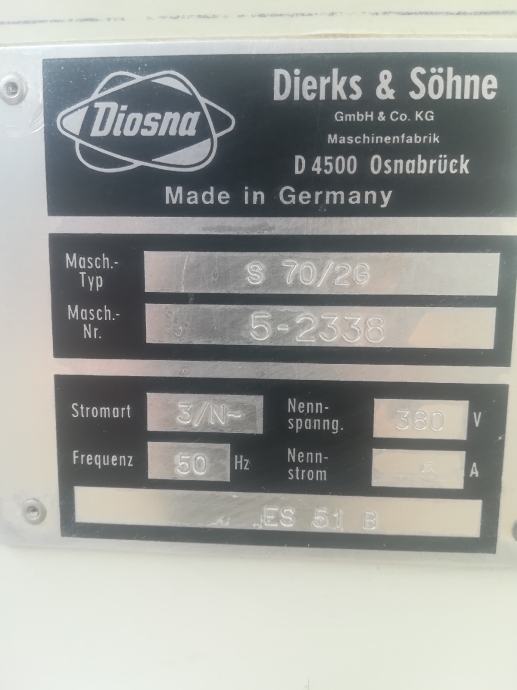 Diosna
Dierks & Söhne
GmbH & Co. KG
Maschinenfabrik
D 4500 Osnabrück
Made in Germany
Masch.-
Typ
S 70/2G
Masch.-
Nr.
5-2338
Stromart
3/N~
Nenn-
spanng.
380
V
Frequenz
50
Hz
Nenn-
strom
A
ES 51 B